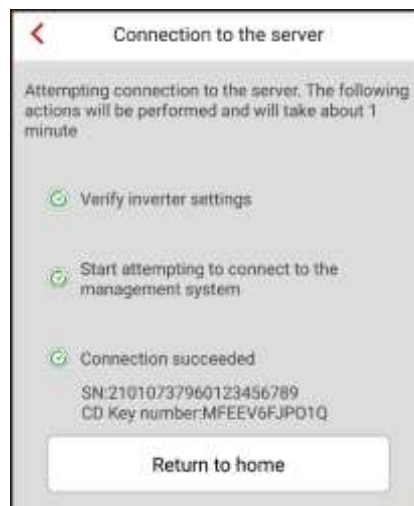 Connection to the server
Attempting connection to the server. The following
actions will be performed and will take about 1
minute
Verify inverter settings
Start attempting to connect to the
management system
Connection succeeded
SN:21010737960123456789
CD Key number:MFEEV6FJPO1Q
Return to home